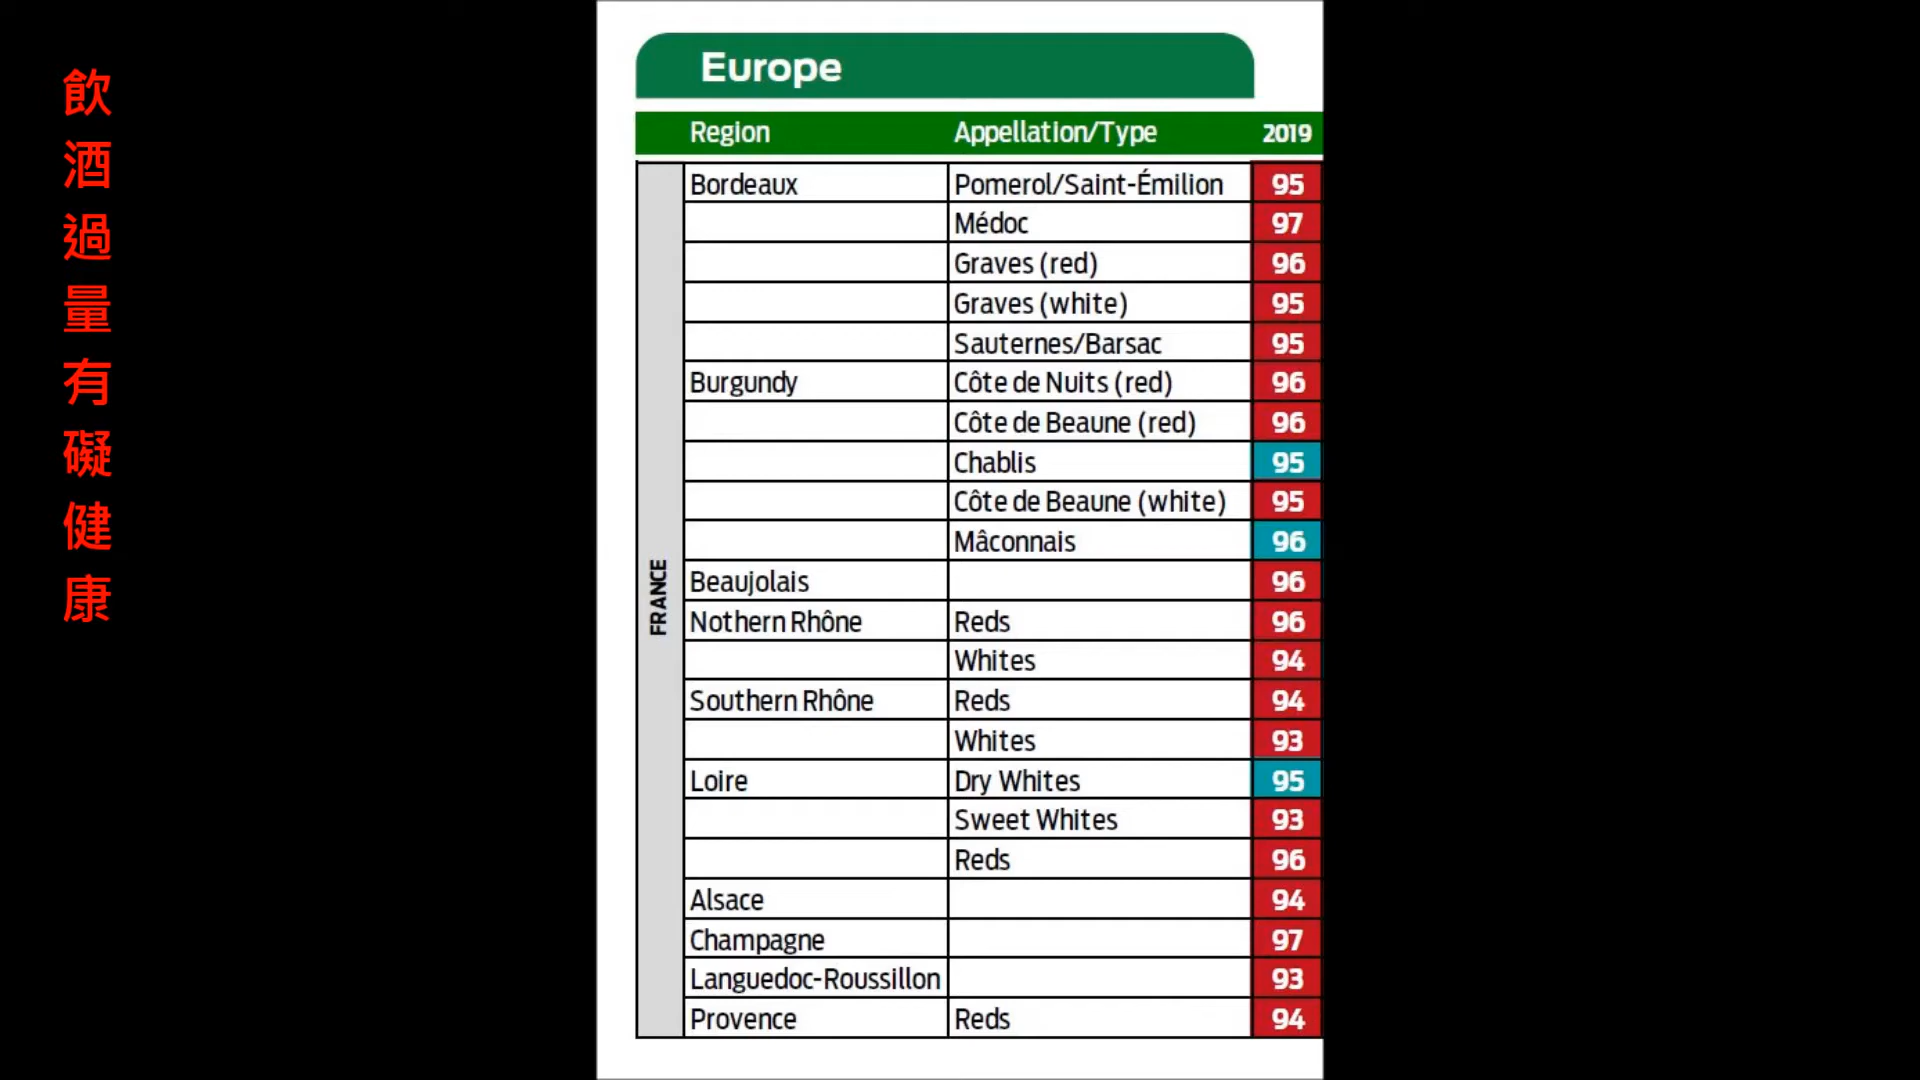 飲酒過量有礙健康
Europe
Region Appellation/Type 2019
FRANCE
Bordeaux Pomerol/Saint-Émilion 95
Médoc 97
Graves (red) 96
Graves (white) 95
Sauternes/Barsac 95
Burgundy Côte de Nuits (red) 96
Côte de Beaune (red) 96
Chablis 95
Côte de Beaune (white) 95
Mâconnais 96
Beaujolais 96
Nothern Rhône Reds 96
Whites 94
Southern Rhône Reds 94
Whites 93
Loire Dry Whites 95
Sweet Whites 93
Reds 96
Alsace 94
Champagne 97
Languedoc-Roussillon 93
Provence Reds 94